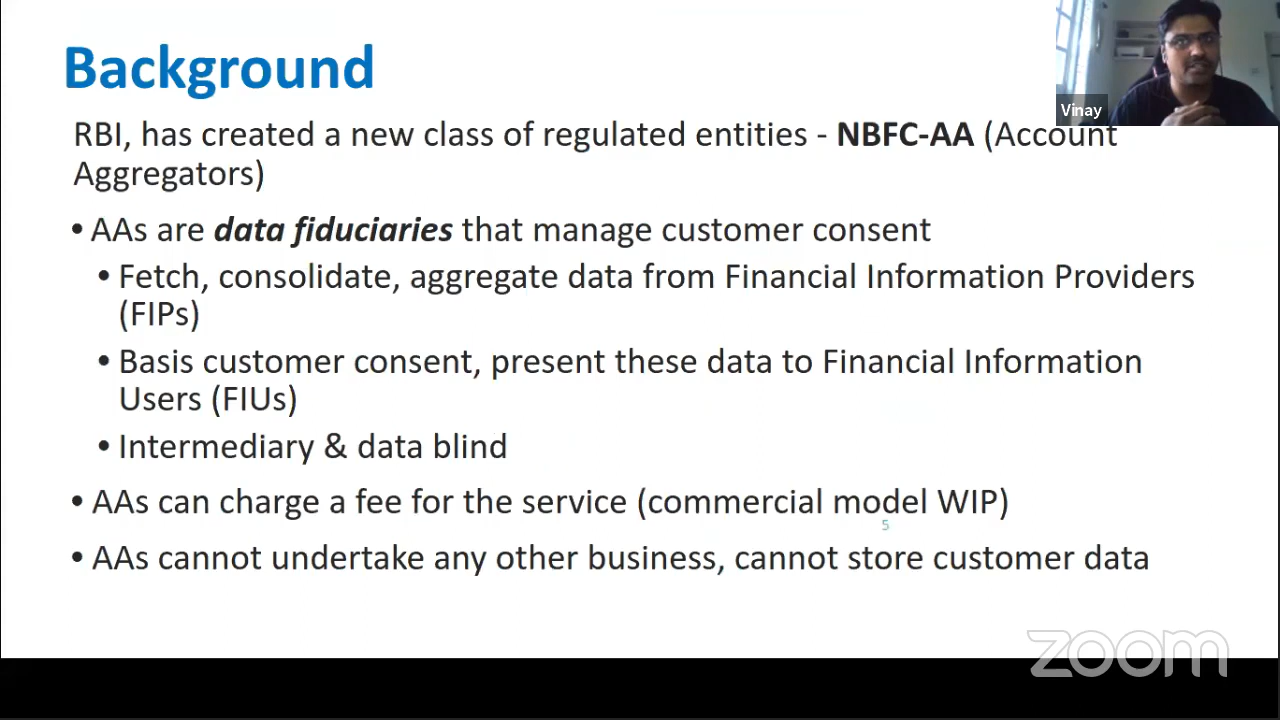 Background
Vinay
RBI, has created a new class of regulated entities - NBFC-AA (Account
Aggregators)
• AAs are data fiduciaries that manage customer consent
• Fetch, consolidate, aggregate data from Financial Information Providers
(FIPs)
• Basis customer consent, present these data to Financial Information
Users (FIUs)
• Intermediary & data blind
• AAs can charge a fee for the service (commercial model WIP)
5
• AAs cannot undertake any other business, cannot store customer data
zoom